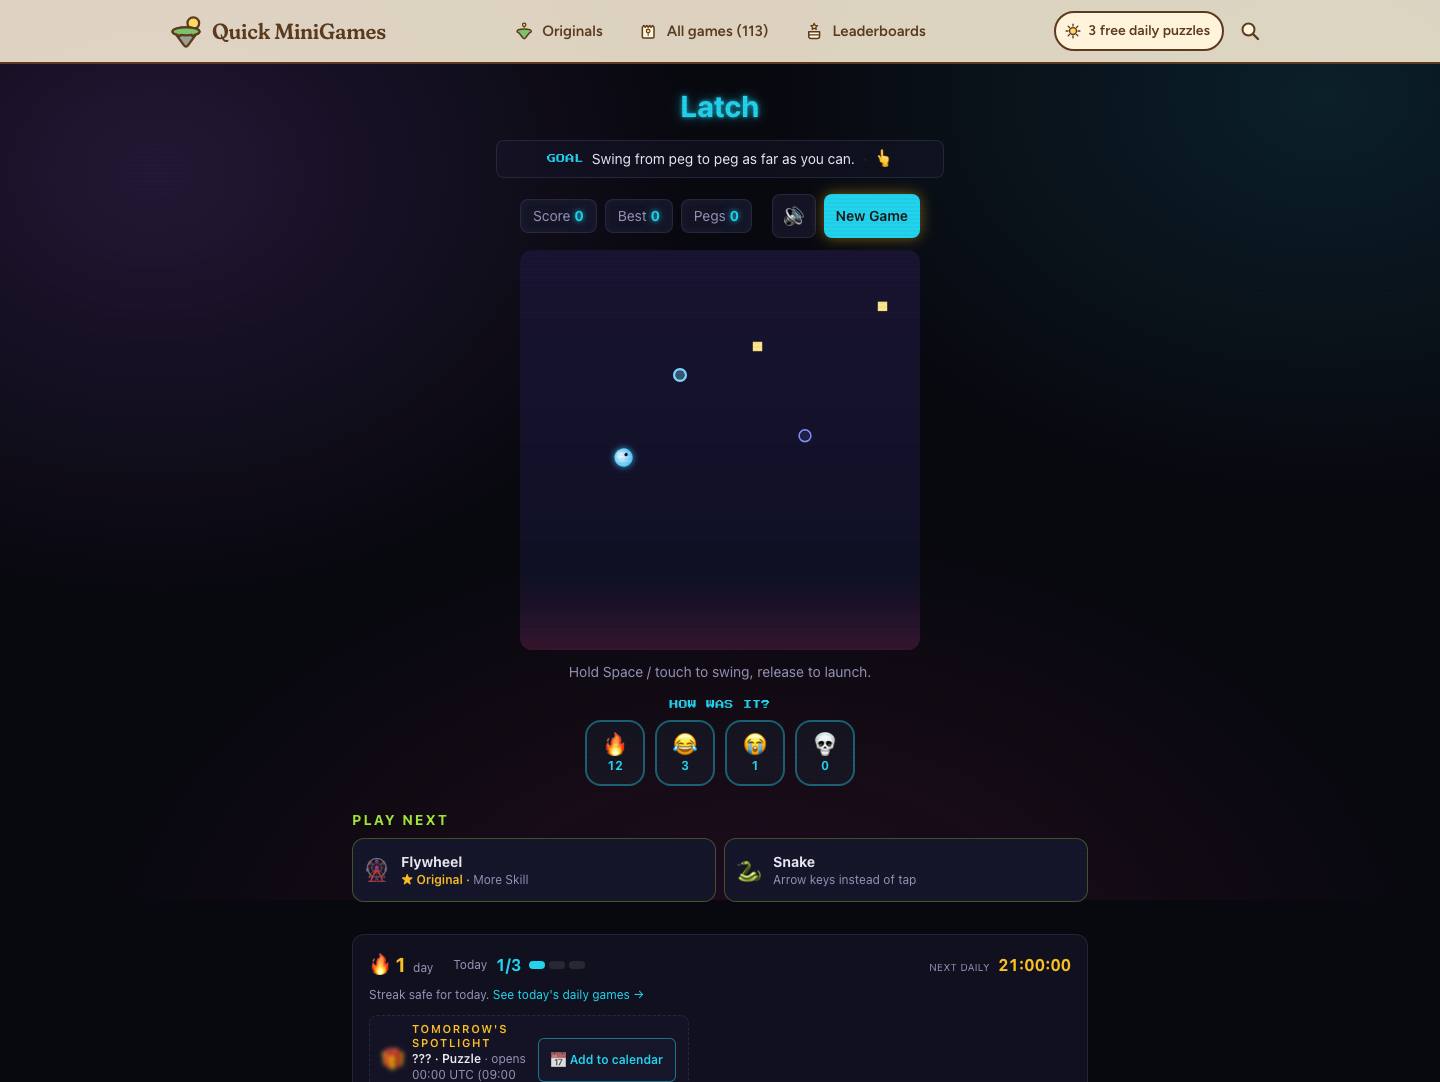 Quick MiniGames
Originals
All games (113)
Leaderboards
3 free daily puzzles
Latch
GOAL Swing from peg to peg as far as you can.
Score 0
Best 0
Pegs 0
New Game
Hold Space / touch to swing, release to launch.
HOW WAS IT?
12
3
1
0
PLAY NEXT
Flywheel
Original · More Skill
Snake
Arrow keys instead of tap
1 day
Today 1/3
NEXT DAILY 21:00:00
Streak safe for today. See today's daily games →
TOMORROW'S
SPOTLIGHT
??? · Puzzle · opens
00:00 UTC (09:00
Add to calendar